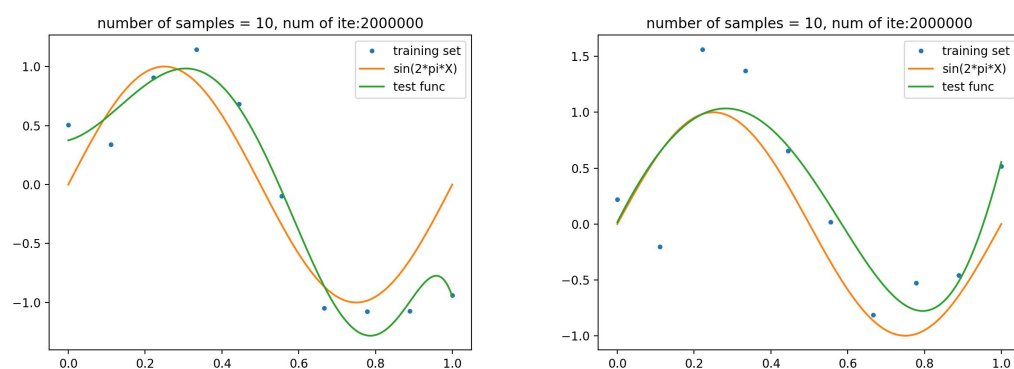 number of samples = 10, num of ite:2000000
training set
sin(2*pi*X)
test func
1.0
0.5
0.0
−0.5
−1.0
0.0 0.2 0.4 0.6 0.8 1.0
number of samples = 10, num of ite:2000000
training set
sin(2*pi*X)
test func
1.5
1.0
0.5
0.0
−0.5
−1.0
0.0 0.2 0.4 0.6 0.8 1.0